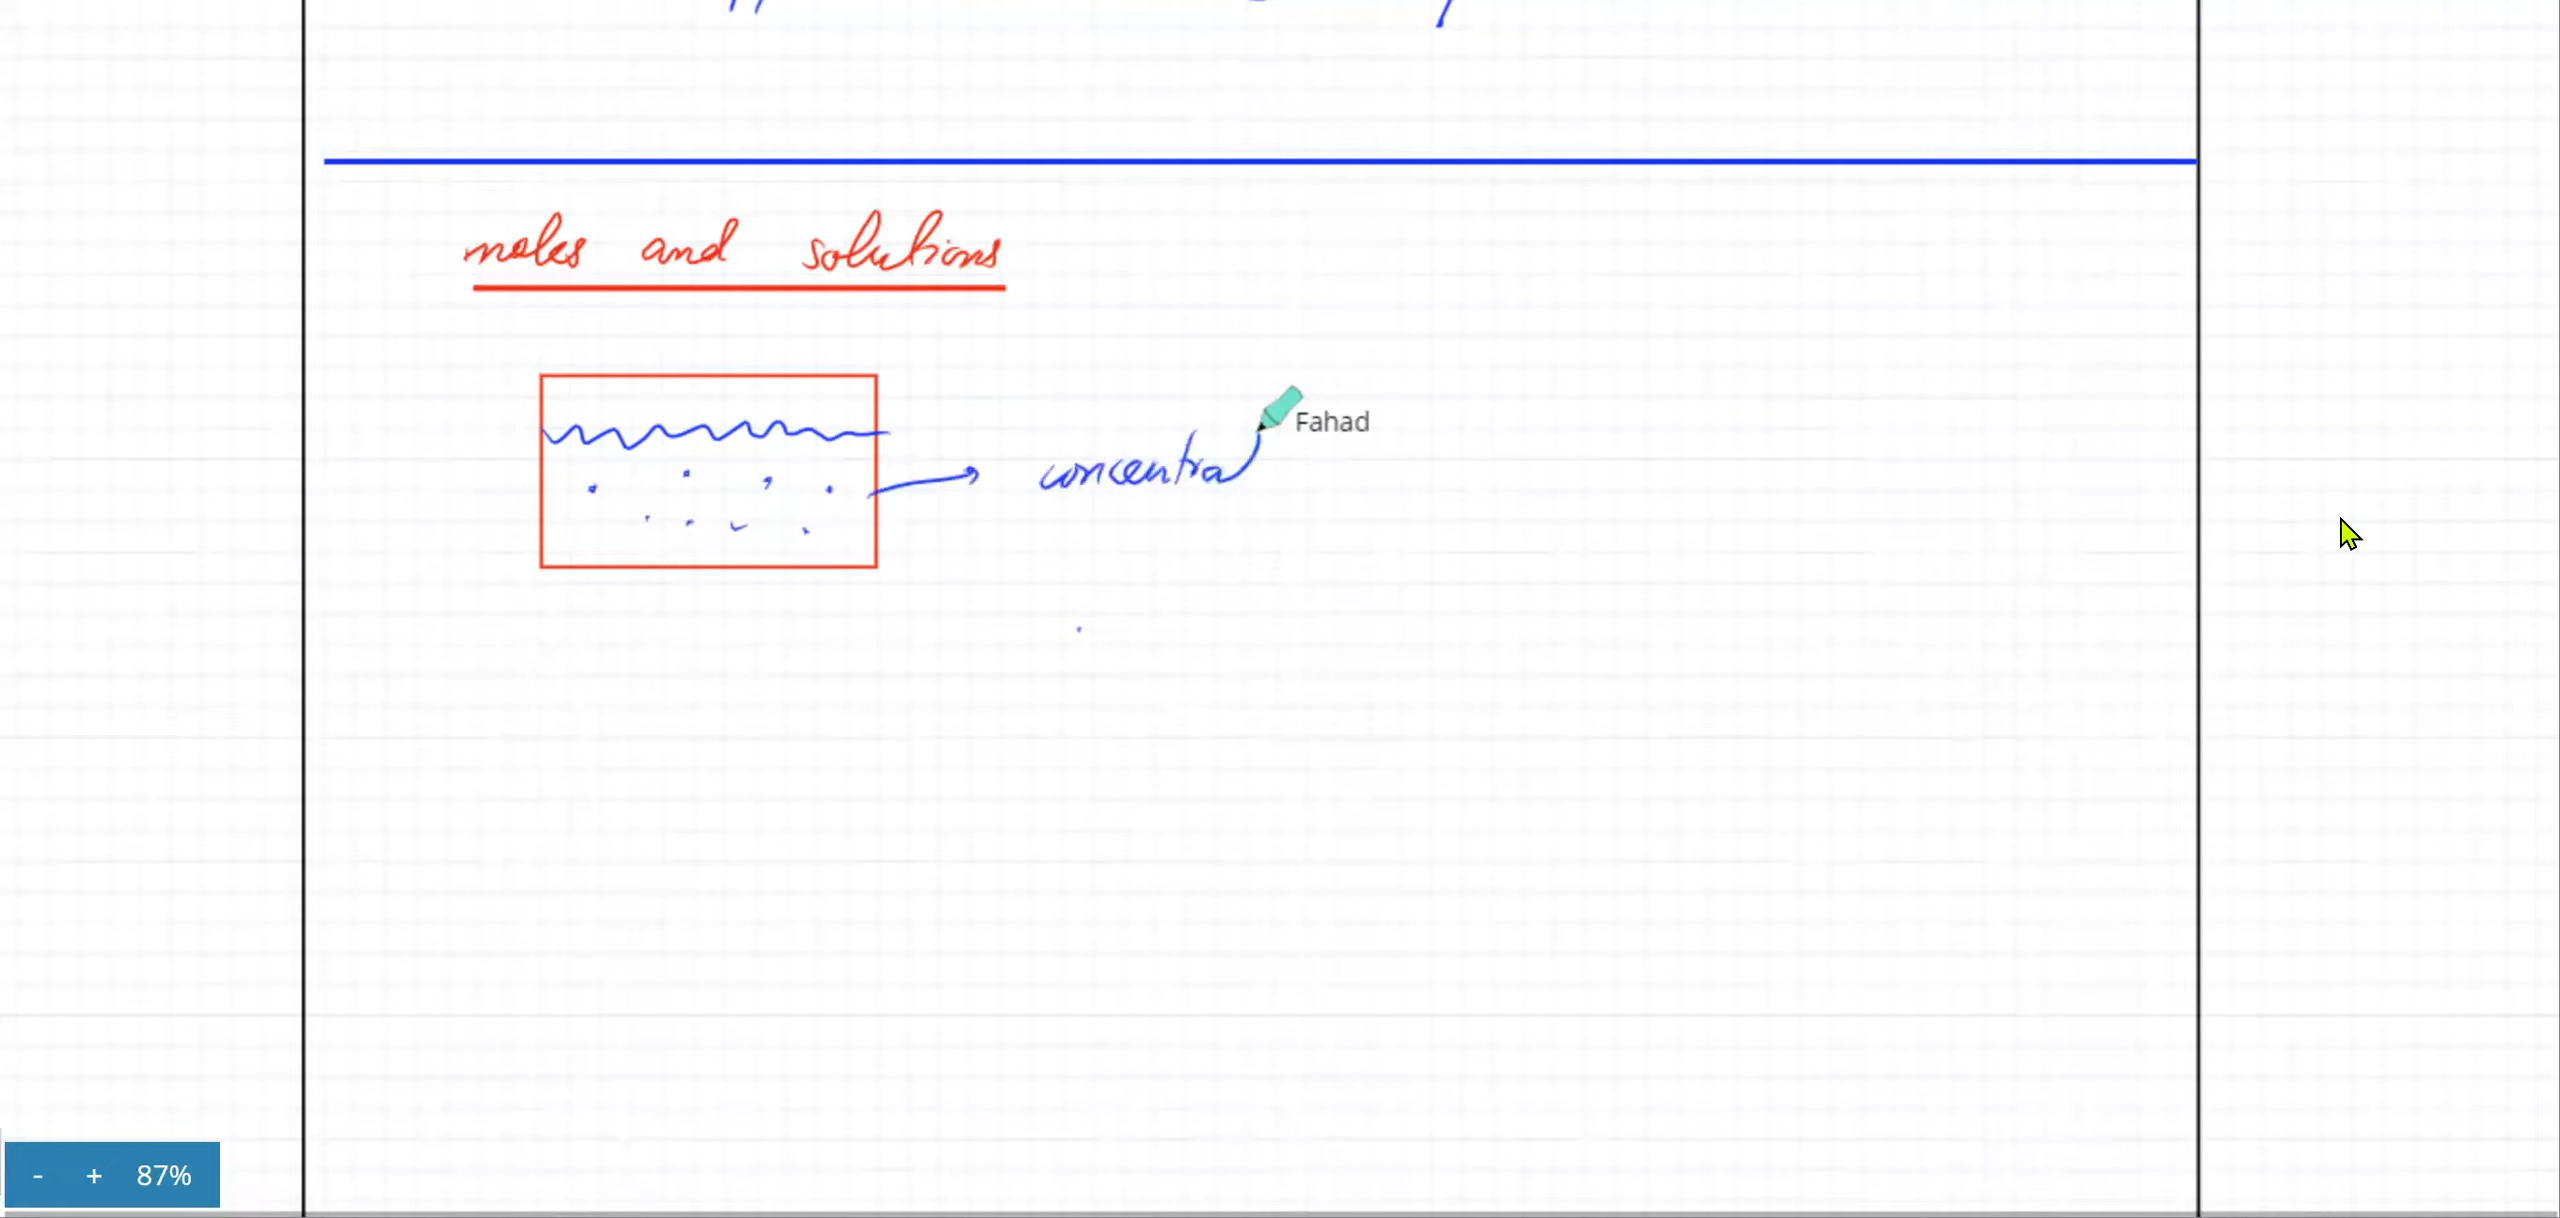 moles and solutions
Fahad
concentra
- + 87%